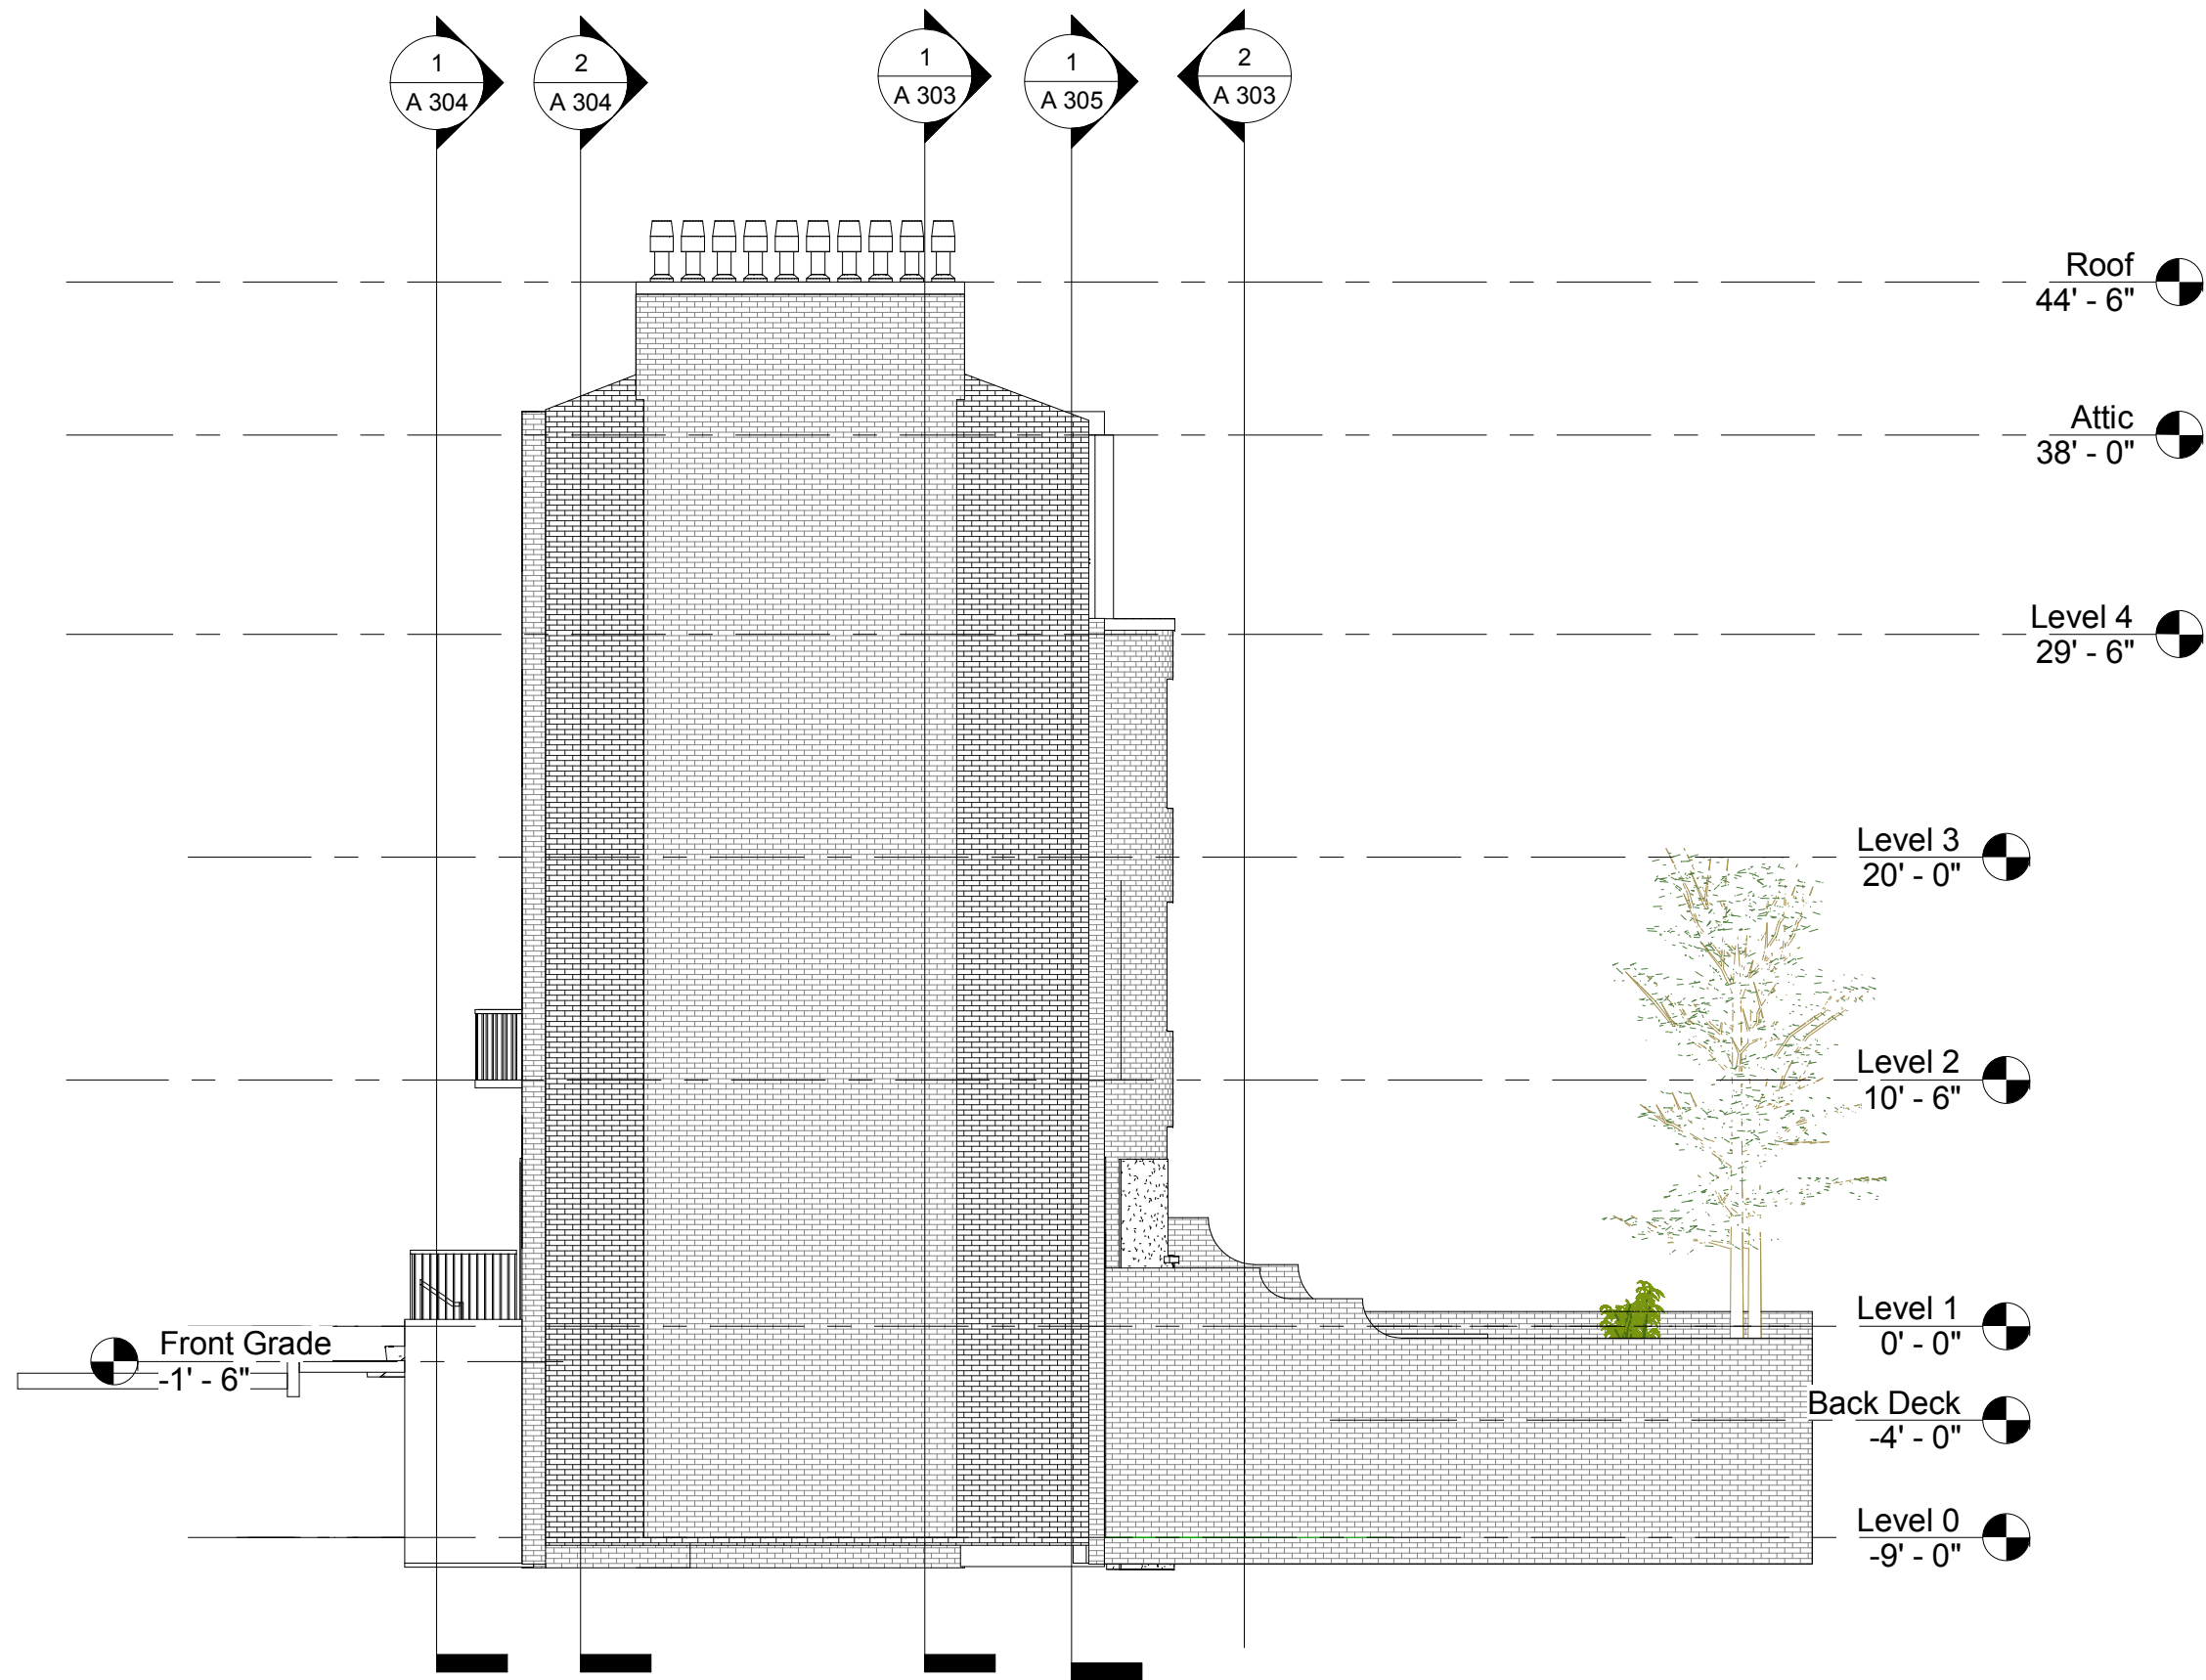 1
A 304
2
A 304
1
A 303
1
A 305
2
A 303
Roof
44' - 6"
Attic
38' - 0"
Level 4
29' - 6"
Level 3
20' - 0"
Level 2
10' - 6"
Level 1
0' - 0"
Front Grade
-1' - 6"
Back Deck
-4' - 0"
Level 0
-9' - 0"